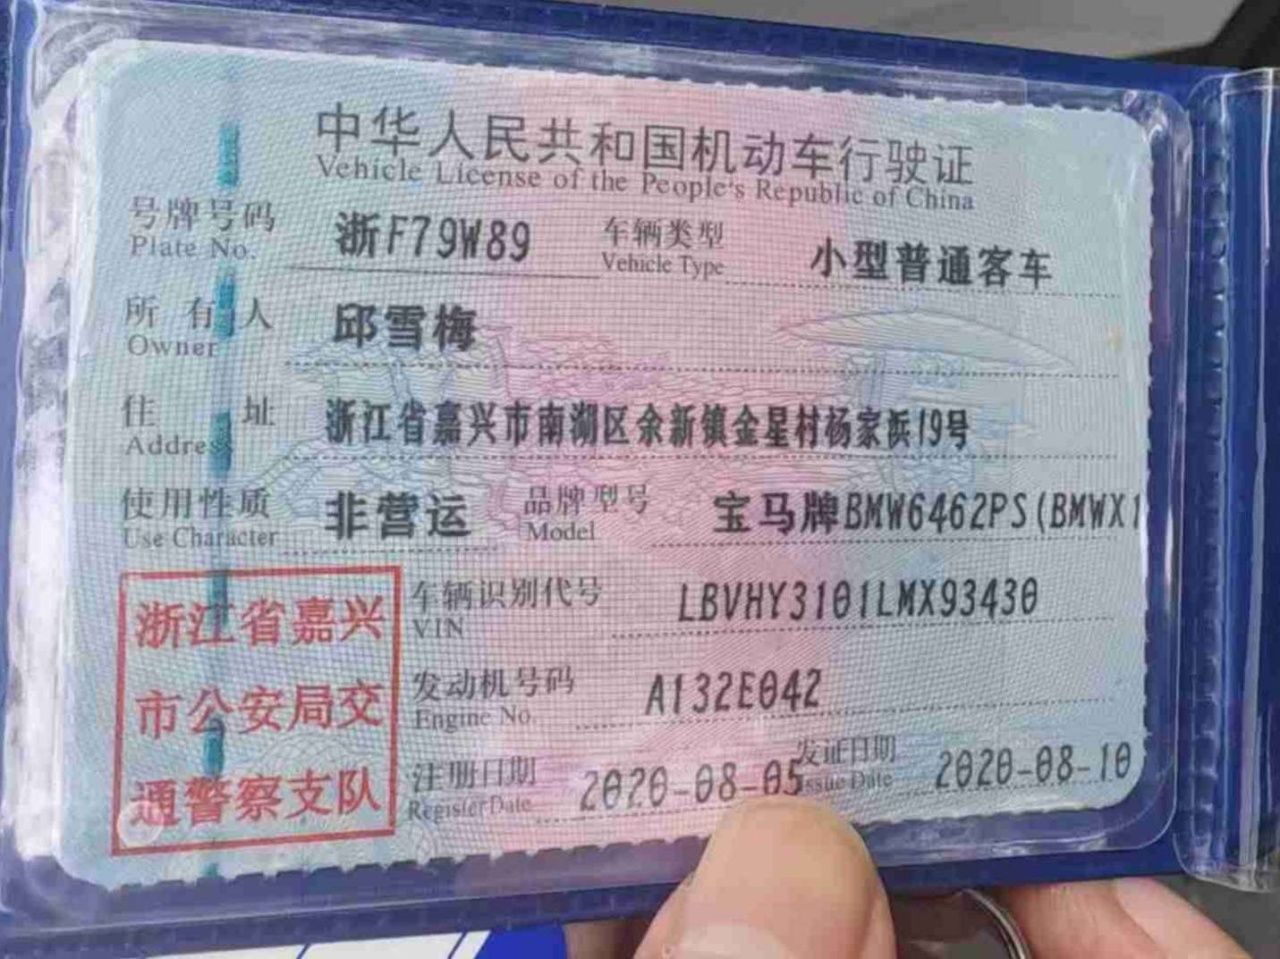 中华人民共和国机动车行驶证
Vehicle License of the People's Republic of China
号牌号码 浙F79W89 车辆类型 小型普通客车
Plate No. Vehicle Type
所有人 邱雪梅
Owner
住址 浙江省嘉兴市南湖区余新镇金星村杨家浜19号
Address
使用性质 非营运 品牌型号 宝马牌BMW6462PS(BMWX1
Use Character Model
浙江省嘉兴
市公安局交
通警察支队
车辆识别代号 LBVHY3101LMX93430
VIN
发动机号码 A132E042
Engine No.
注册日期 2020-08-05 发证日期 2020-08-10
Register Date Issue Date